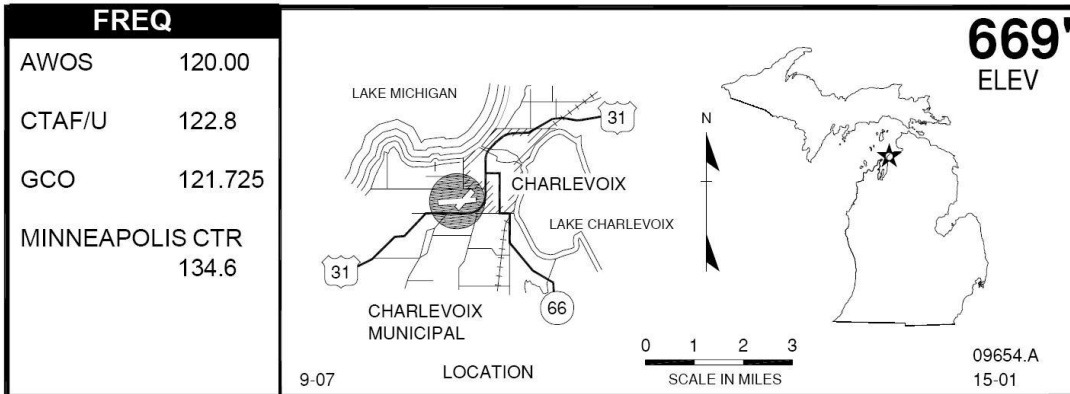 FREQ
AWOS 120.00
CTAF/U 122.8
GCO 121.725
MINNEAPOLIS CTR
134.6
669'
ELEV
LAKE MICHIGAN
31
N
CHARLEVOIX
LAKE CHARLEVOIX
31
66
CHARLEVOIX
MUNICIPAL
0 1 2 3
SCALE IN MILES
LOCATION
9-07
09654.A
15-01